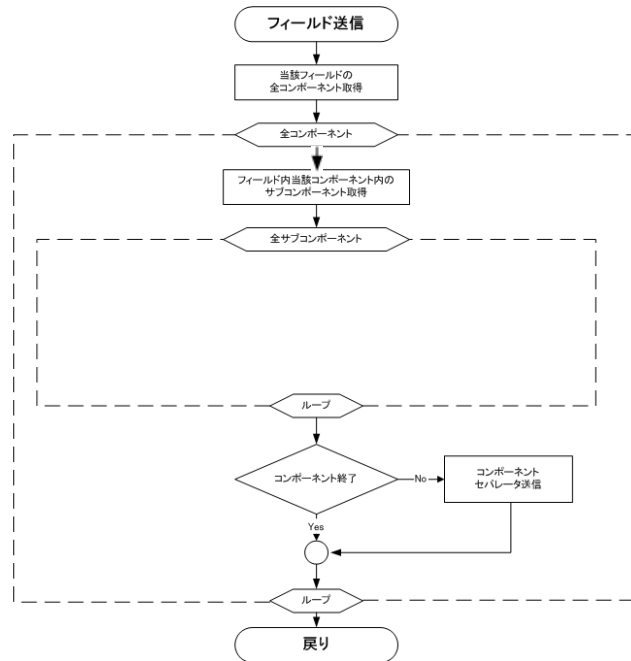 フィールド送信
当該フィールドの
全コンポーネント取得
全コンポーネント
フィールド内当該コンポーネント内の
サブコンポーネント取得
全サブコンポーネント
ループ
コンポーネント終了
No
コンポーネント
セパレータ送信
Yes
ループ
戻り